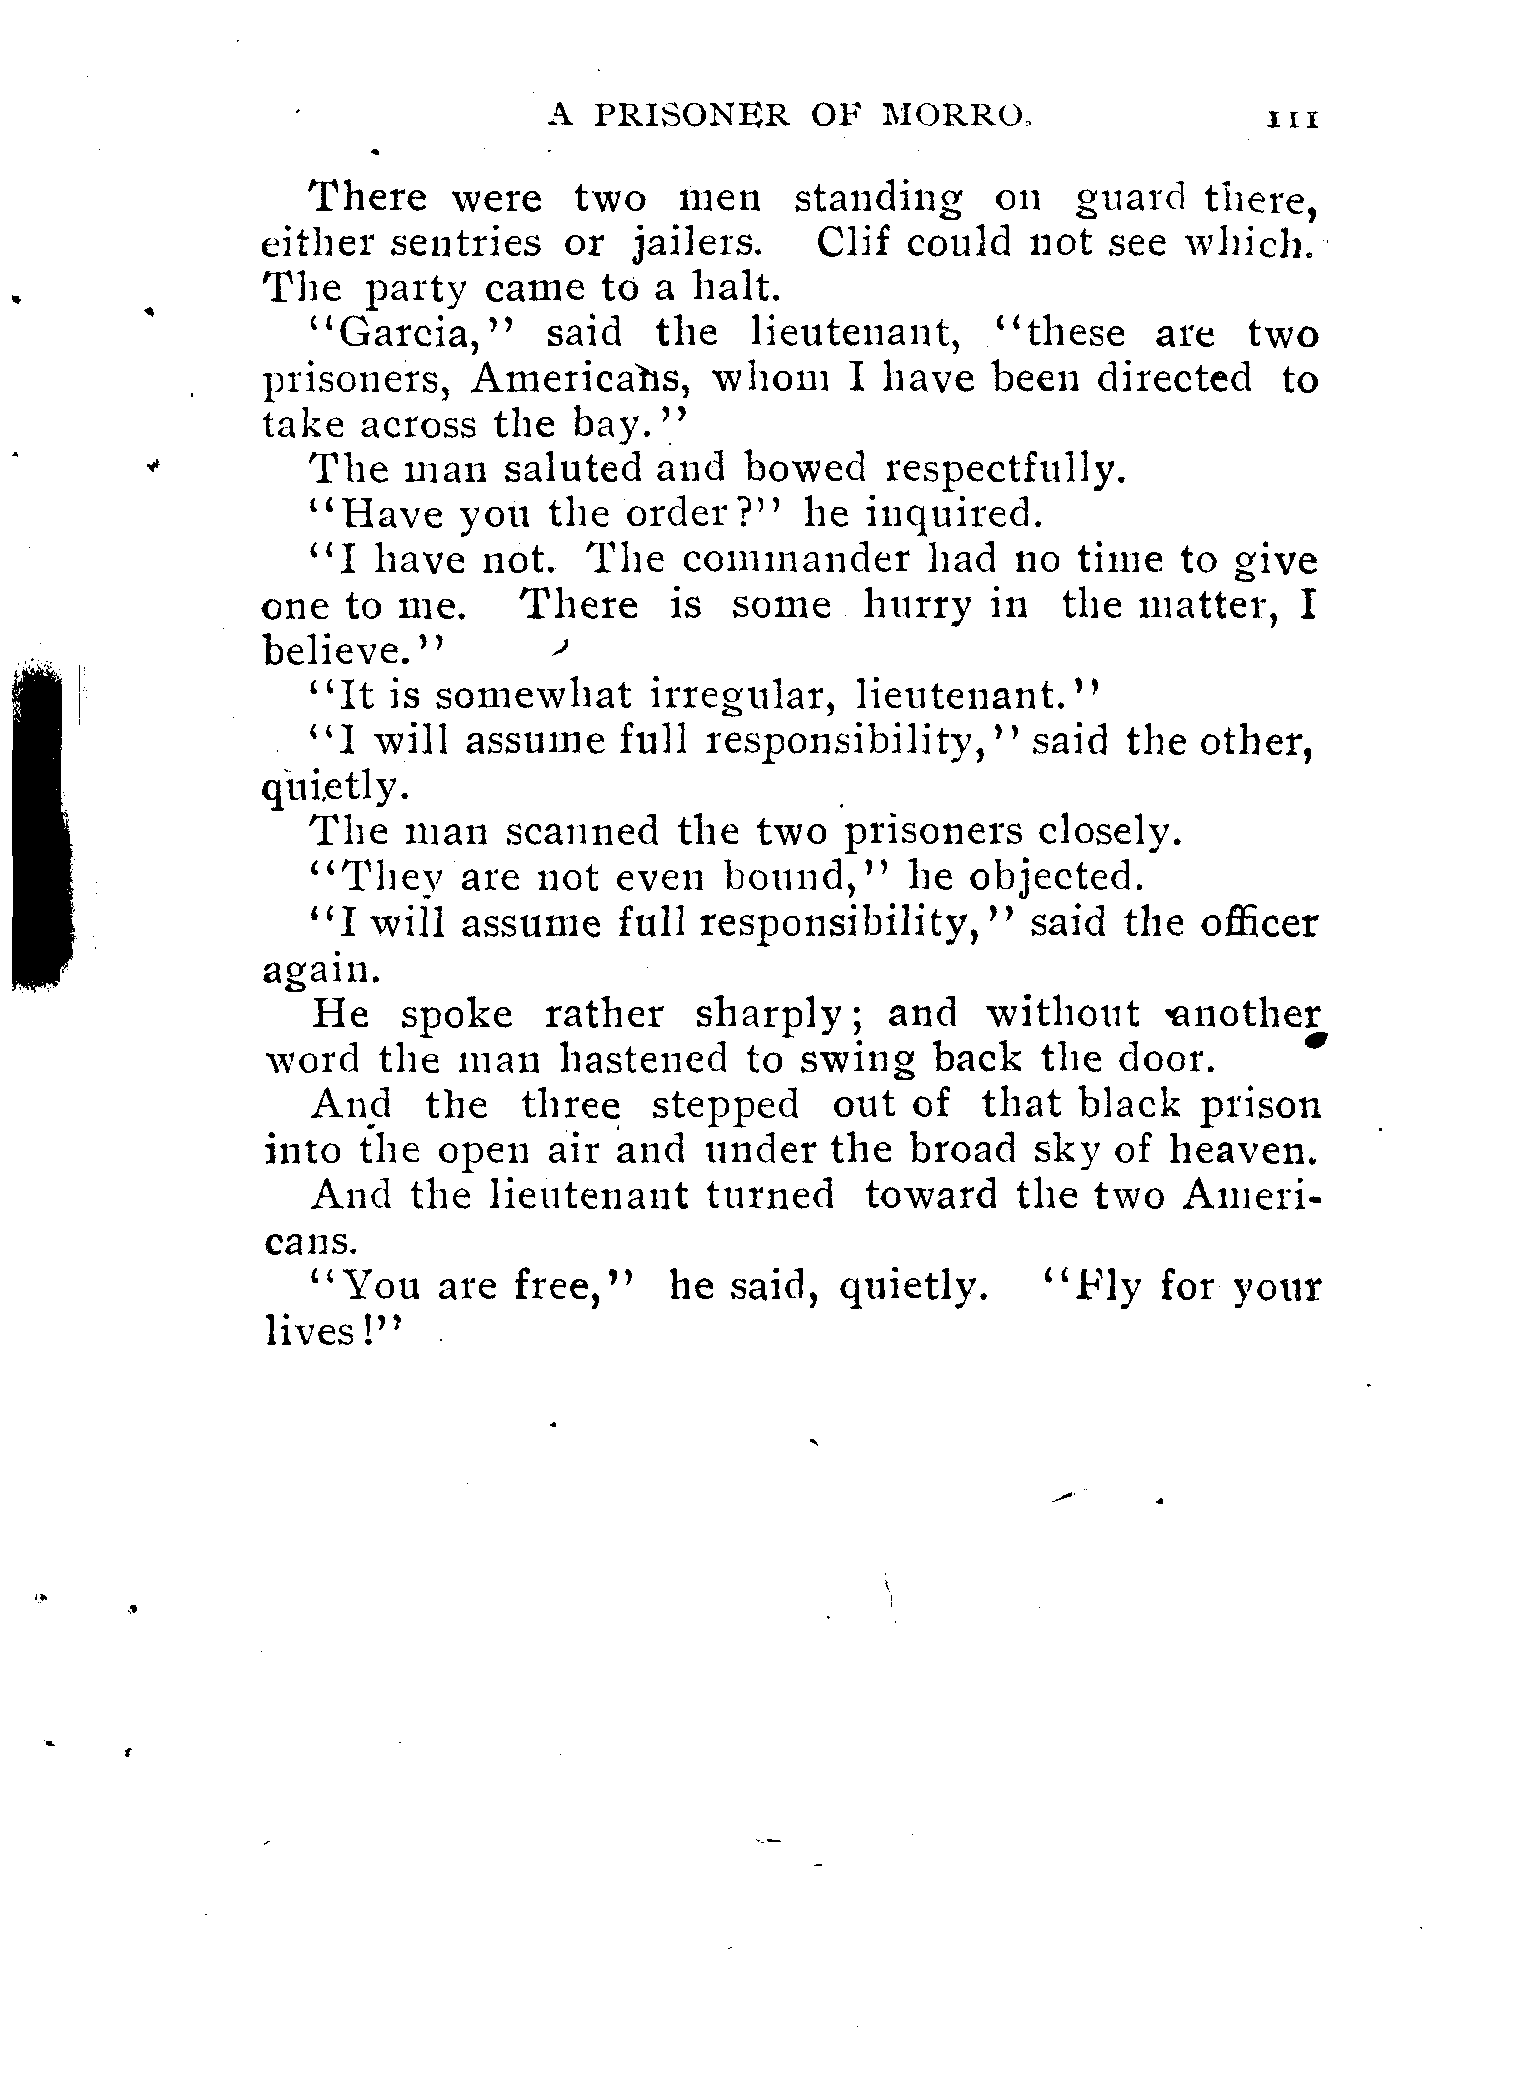 A PRISONER OF MORRO. 111
There were two men standing on guard there,
either sentries or jailers. Clif could not see which.
The party came to a halt.
"Garcia," said the lieutenant, "these are two
prisoners, Americans, whom I have been directed to
take across the bay."
The man saluted and bowed respectfully.
"Have you the order?" he inquired.
"I have not. The commander had no time to give
one to me. There is some hurry in the matter, I
believe."
"It is somewhat irregular, lieutenant."
"I will assume full responsibility," said the other,
quietly.
The man scanned the two prisoners closely.
"They are not even bound," he objected.
"I will assume full responsibility," said the officer
again.
He spoke rather sharply; and without another
word the man hastened to swing back the door.
And the three stepped out of that black prison
into the open air and under the broad sky of heaven.
And the lieutenant turned toward the two Ameri-
cans.
"You are free," he said, quietly. "Fly for your
lives!"